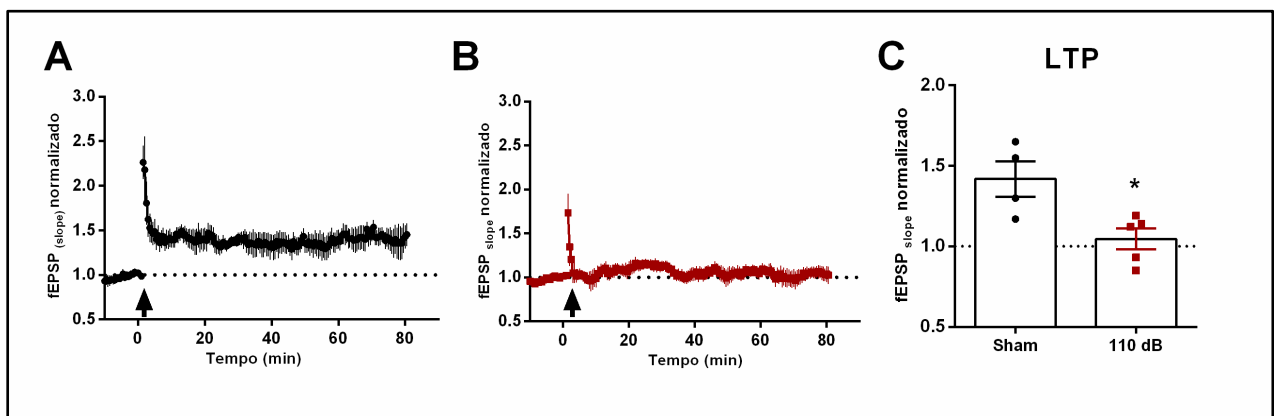 A
fEPSP (slope) normalizado
3.0
2.5
2.0
1.5
1.0
0.5
0
20
40
60
80
Tempo (min)
B
fEPSP slope normalizado
3.0
2.5
2.0
1.5
1.0
0.5
0
20
40
60
80
Tempo (min)
C
LTP
fEPSP slope normalizado
2.0
1.5
1.0
0.5
*
Sham
110 dB